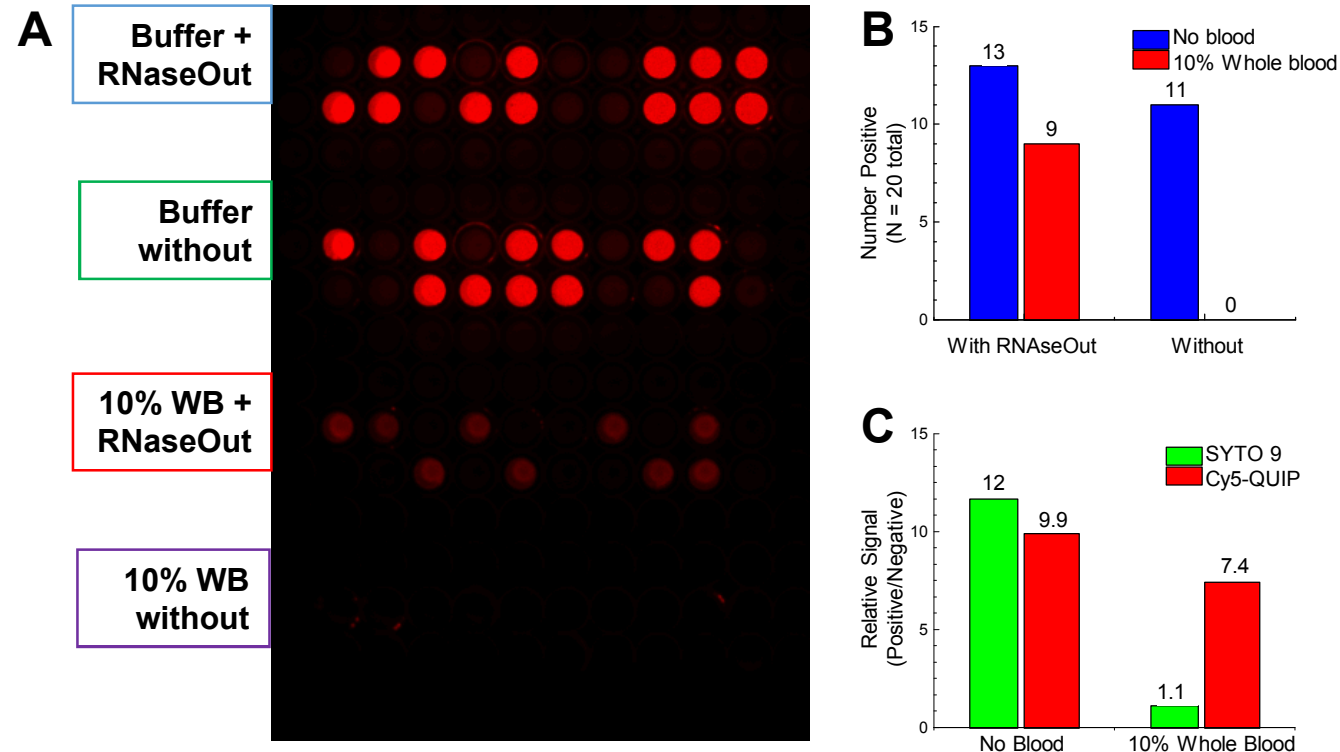 A
Buffer +
RNaseOut
Buffer
without
10% WB +
RNaseOut
10% WB
without
B
No blood
10% Whole blood
Number Positive
(N = 20 total)
15
10
5
0
13
9
11
0
With RNAseOut
Without
C
SYTO 9
Cy5-QUIP
Relative Signal
(Positive/Negative)
15
10
5
0
12
9.9
1.1
7.4
No Blood
10% Whole Blood